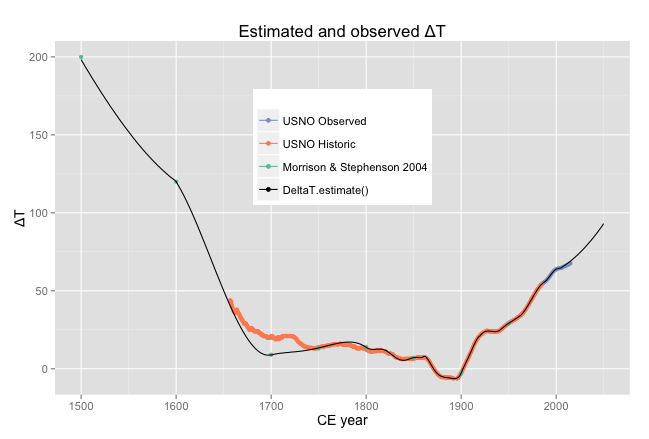 Estimated and observed ΔT
200
150
100
50
0
ΔT
USNO Observed
USNO Historic
Morrison & Stephenson 2004
DeltaT.estimate()
1500 1600 1700 1800 1900 2000
CE year